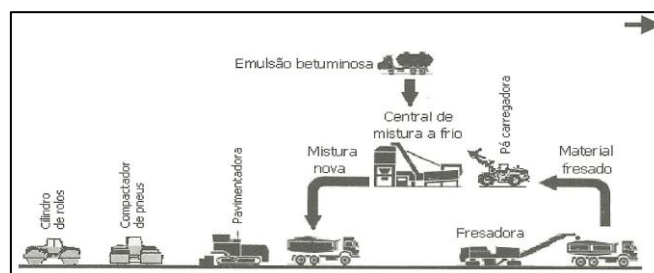 Emulsão betuminosa
Central de
mistura a frio
Pá carregadora
Mistura
nova
Material
fresado
Cilindro
de rolos
Compactador
de pneus
Pavimentadora
Fresadora